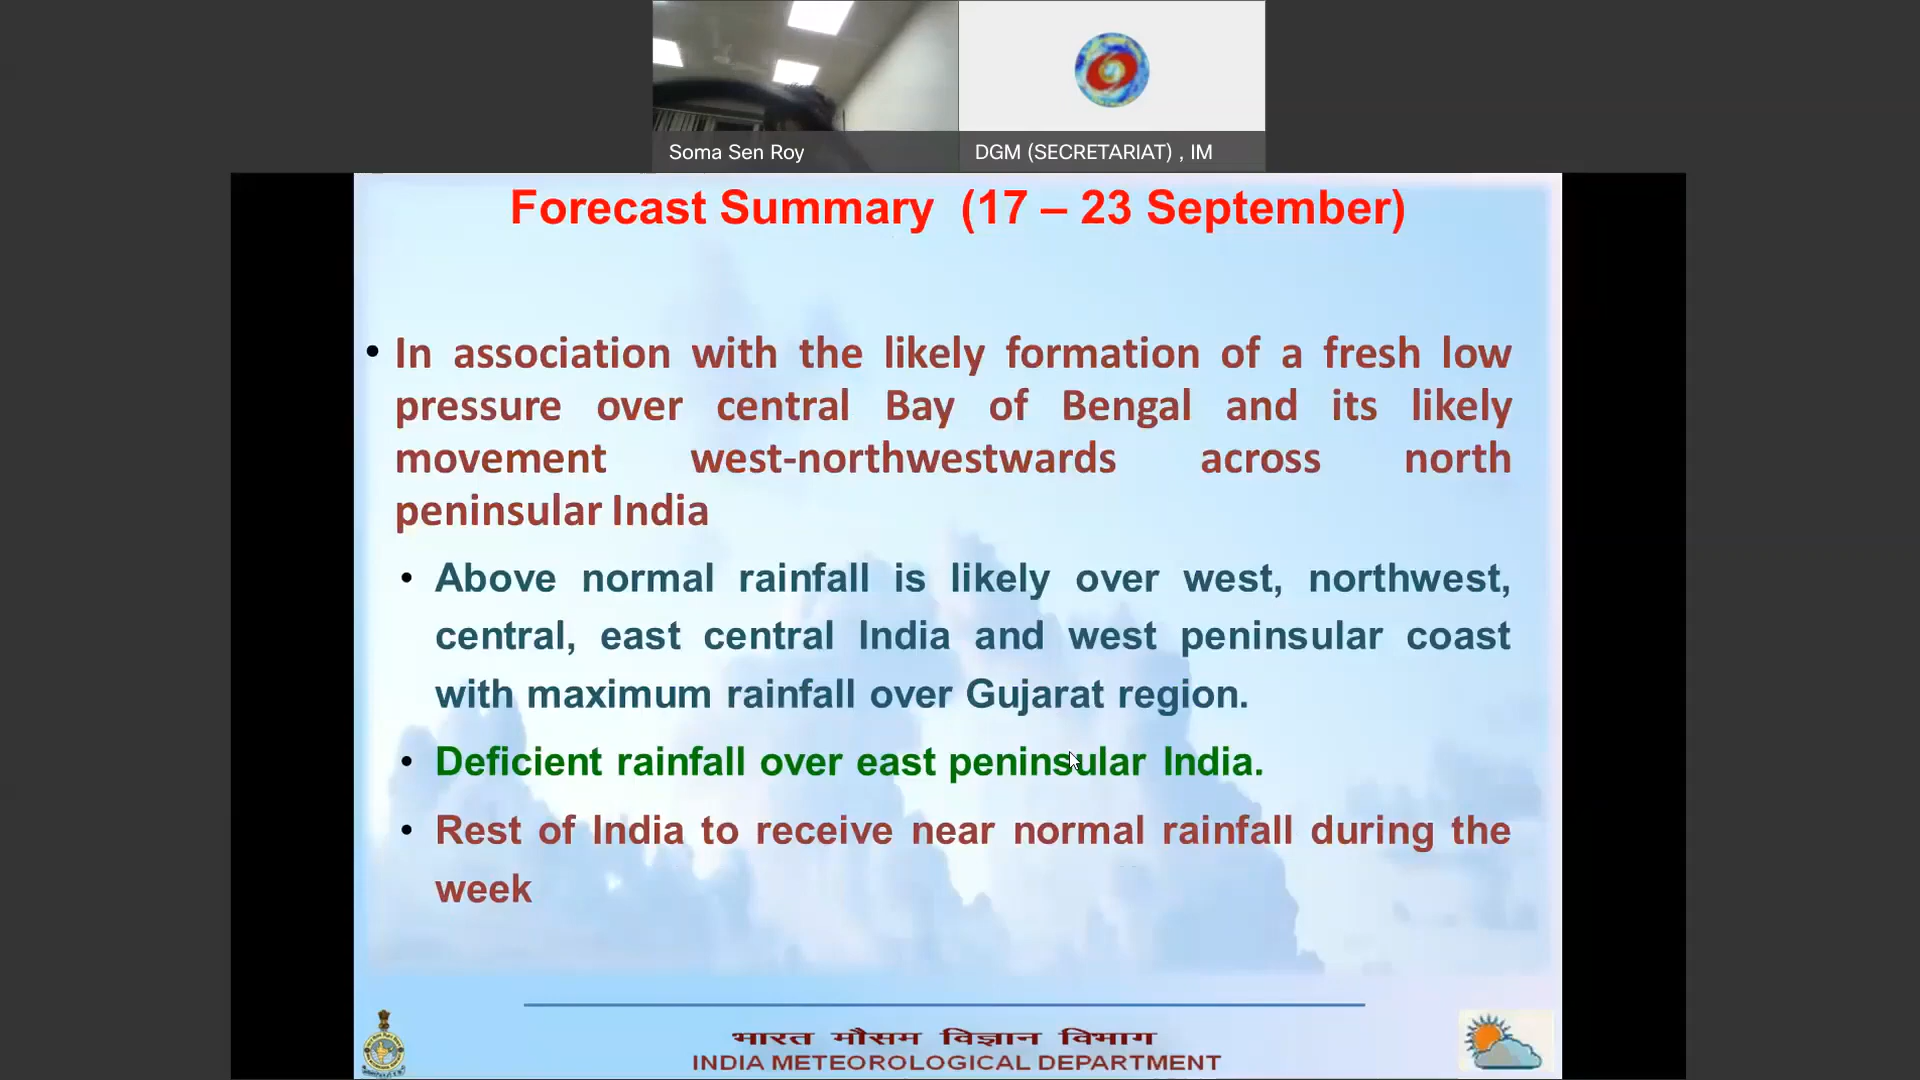 Soma Sen Roy
DGM (SECRETARIAT) , IM
Forecast Summary (17 – 23 September)
• In association with the likely formation of a fresh low
pressure over central Bay of Bengal and its likely
movement west-northwestwards across north
peninsular India
• Above normal rainfall is likely over west, northwest,
central, east central India and west peninsular coast
with maximum rainfall over Gujarat region.
• Deficient rainfall over east peninsular India.
• Rest of India to receive near normal rainfall during the
week
भारत मौसम विज्ञान विभाग
INDIA METEOROLOGICAL DEPARTMENT